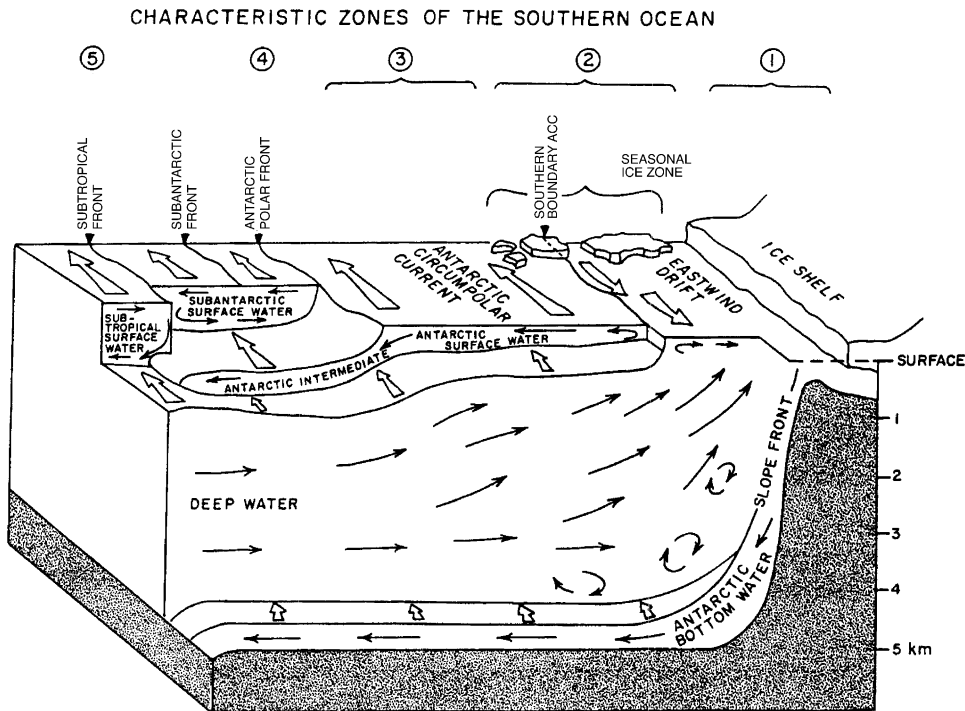 CHARACTERISTIC ZONES OF THE SOUTHERN OCEAN
5
4
3
2
1
SUBTROPICAL
FRONT
SUBANTARCTIC
FRONT
ANTARCTIC
POLAR FRONT
SOUTHERN
BOUNDARY ACC
SEASONAL
ICE ZONE
ANTARCTIC
CIRCUMPOLAR
CURRENT
EASTWIND
DRIFT
ICE SHELF
SUBANTARCTIC
SURFACE WATER
SUB-
TROPICAL
SURFACE
WATER
ANTARCTIC
SURFACE WATER
ANTARCTIC INTERMEDIATE
SURFACE
1
2
3
4
5 km
DEEP WATER
SLOPE FRONT
ANTARCTIC
BOTTOM WATER